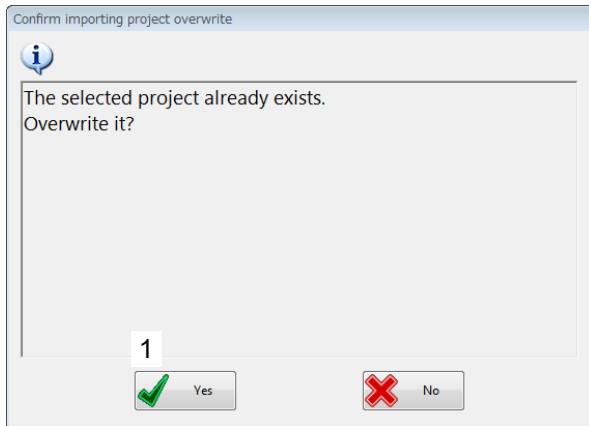 Confirm importing project overwrite
The selected project already exists.
Overwrite it?
1
Yes No